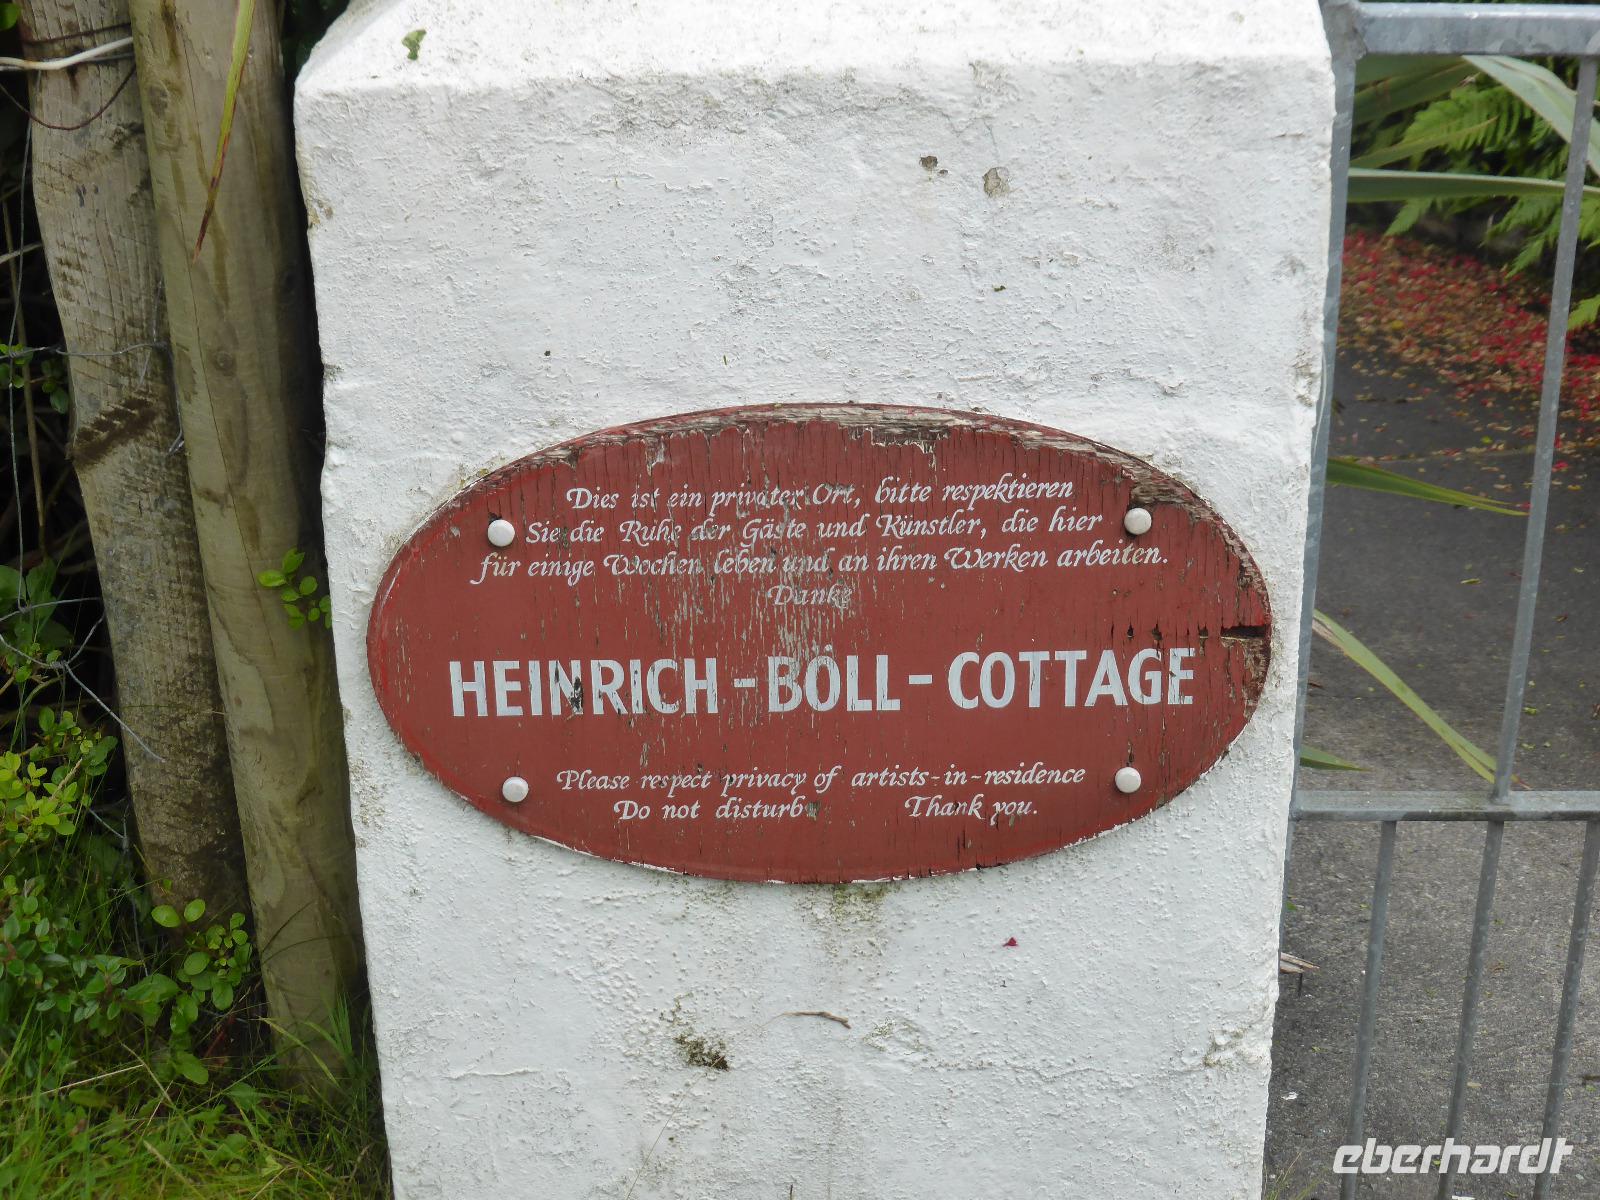 Dies ist ein privater Ort, bitte respektieren
Sie die Ruhe der Gäste und Künstler, die hier
für einige Wochen leben und an ihren Werken arbeiten.
Danke
HEINRICH-BÖLL-COTTAGE
Please respect privacy of artists-in-residence
Do not disturb. Thank you.
eberhardt